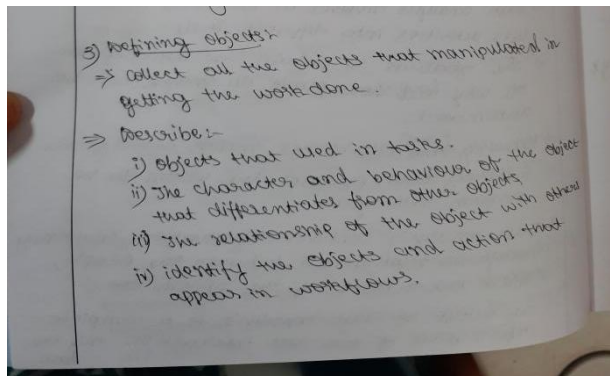 3) Defining objects:-
=> collect all the objects that manipulated in
getting the work done.
=> Describe:-
i) objects that used in tasks.
ii) The character and behaviour of the object
that differentiates from other objects
iii) The relationship of the object with others
iv) identify the objects and action that
appear in workflows.